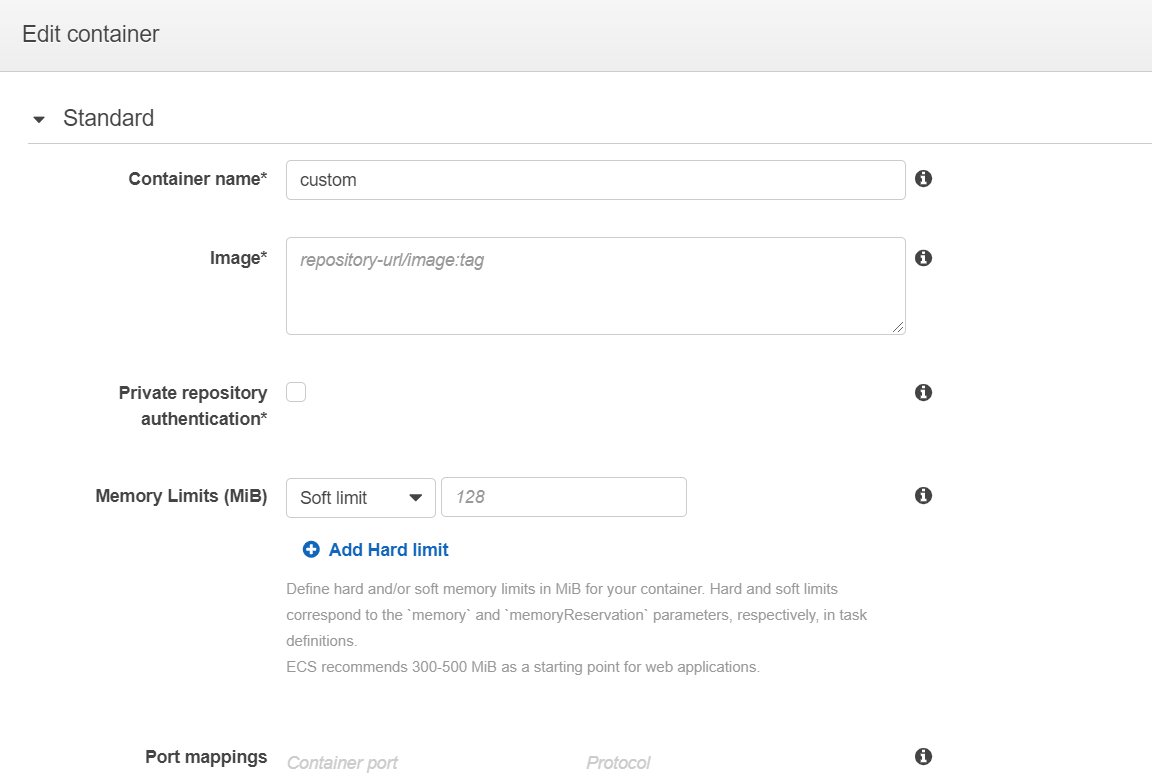 Edit container
Standard
Container name*
custom
Image*
repository-url/image:tag
Private repository
authentication*
Memory Limits (MiB)
Soft limit
128
Add Hard limit
Define hard and/or soft memory limits in MiB for your container. Hard and soft limits
correspond to the `memory` and `memoryReservation` parameters, respectively, in task
definitions.
ECS recommends 300-500 MiB as a starting point for web applications.
Port mappings
Container port
Protocol